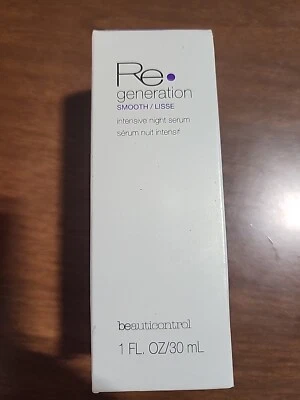 Re•
generation
SMOOTH / LISSE
intensive night serum
sérum nuit intensif
beauticontrol
1 FL. OZ/30 mL